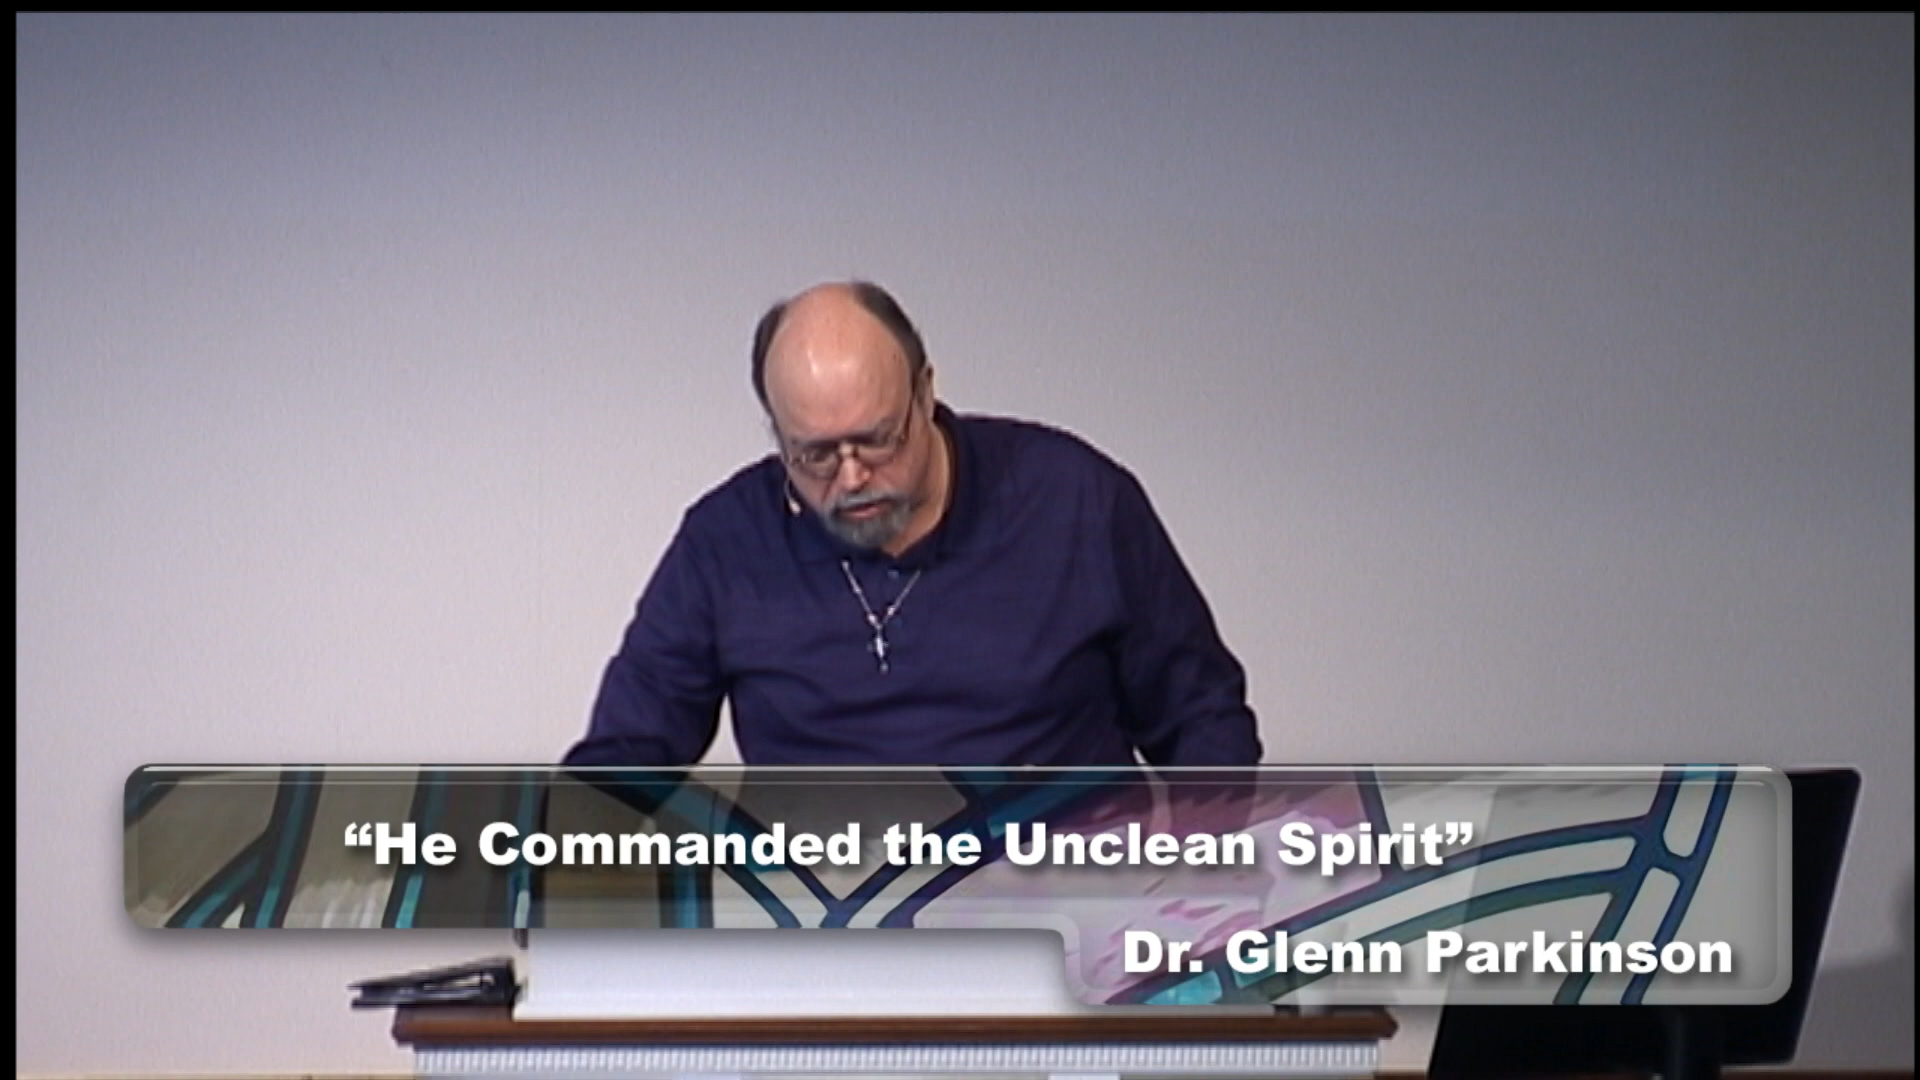 “He Commanded the Unclean Spirit”
Dr. Glenn Parkinson